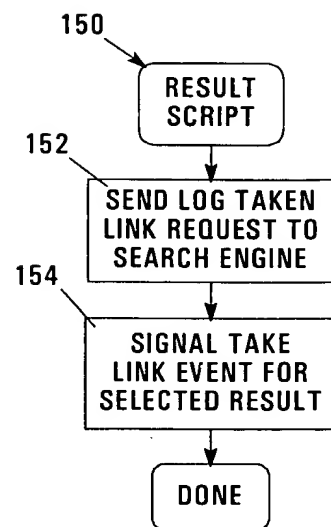 150
RESULT
SCRIPT
152
SEND LOG TAKEN
LINK REQUEST TO
SEARCH ENGINE
154
SIGNAL TAKE
LINK EVENT FOR
SELECTED RESULT
DONE